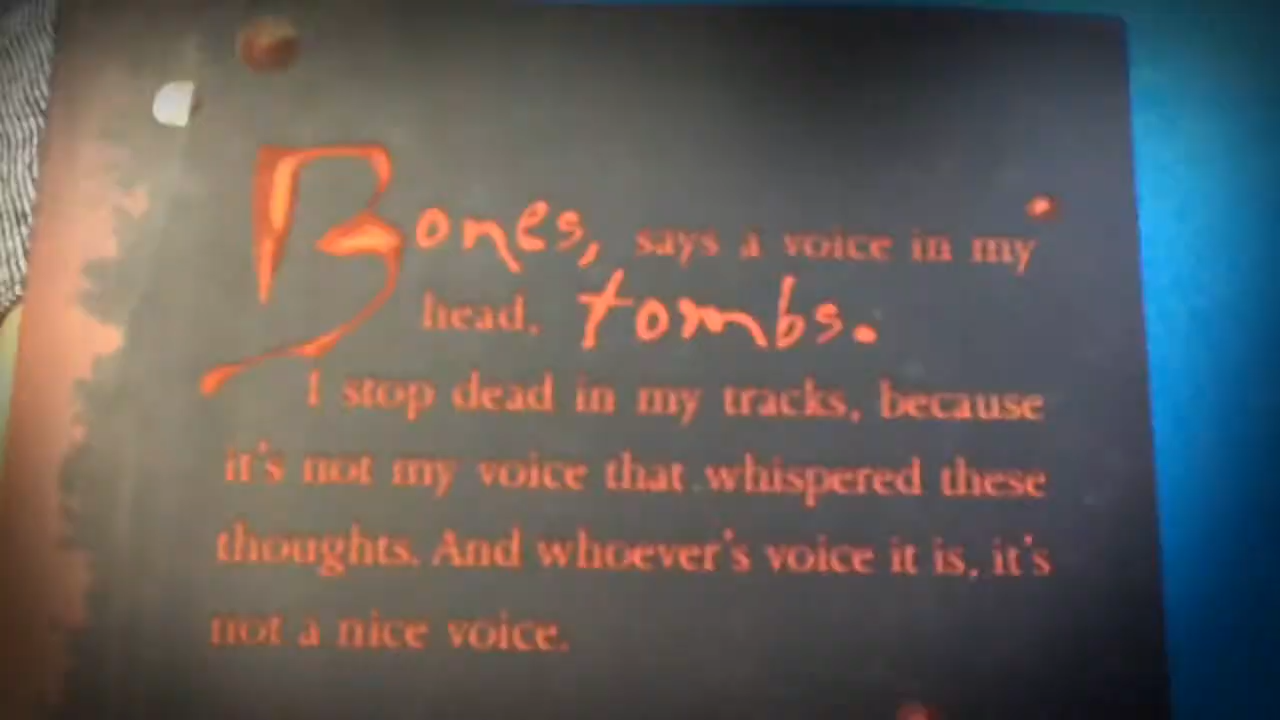 Bones, says a voice in my
head, tombs.
I stop dead in my tracks, because
it's not my voice that whispered these
thoughts. And whoever's voice it is, it's
not a nice voice.